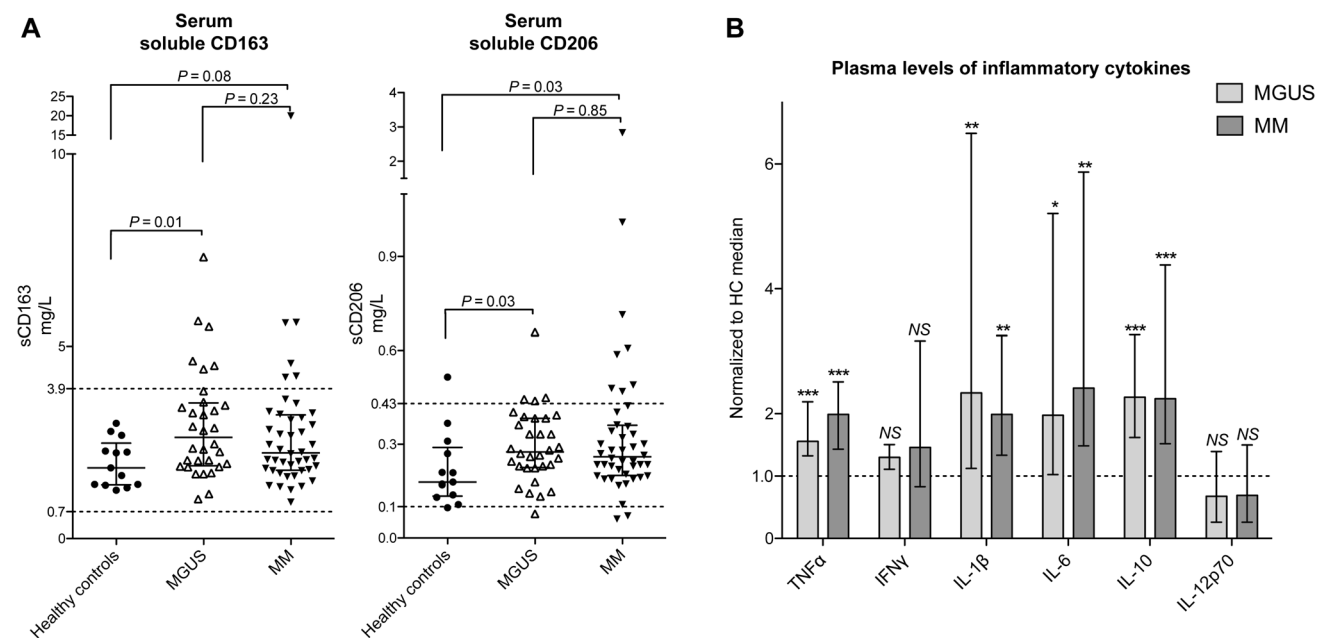 A
Serum
soluble CD163
P = 0.08
P = 0.23
P = 0.01
25
20
15
10
5
3.9
0.7
0
sCD163
mg/L
Healthy controls
MGUS
MM
Serum
soluble CD206
P = 0.03
P = 0.85
P = 0.03
4
3
2
0.9
0.6
0.43
0.3
0.1
0.0
sCD206
mg/L
Healthy controls
MGUS
MM
B
Plasma levels of inflammatory cytokines
MGUS
MM
Normalized to HC median
6
4
2
1.0
0
***
***
NS
NS
**
**
*
**
***
***
NS
NS
TNFα
IFNγ
IL-1β
IL-6
IL-10
IL-12p70